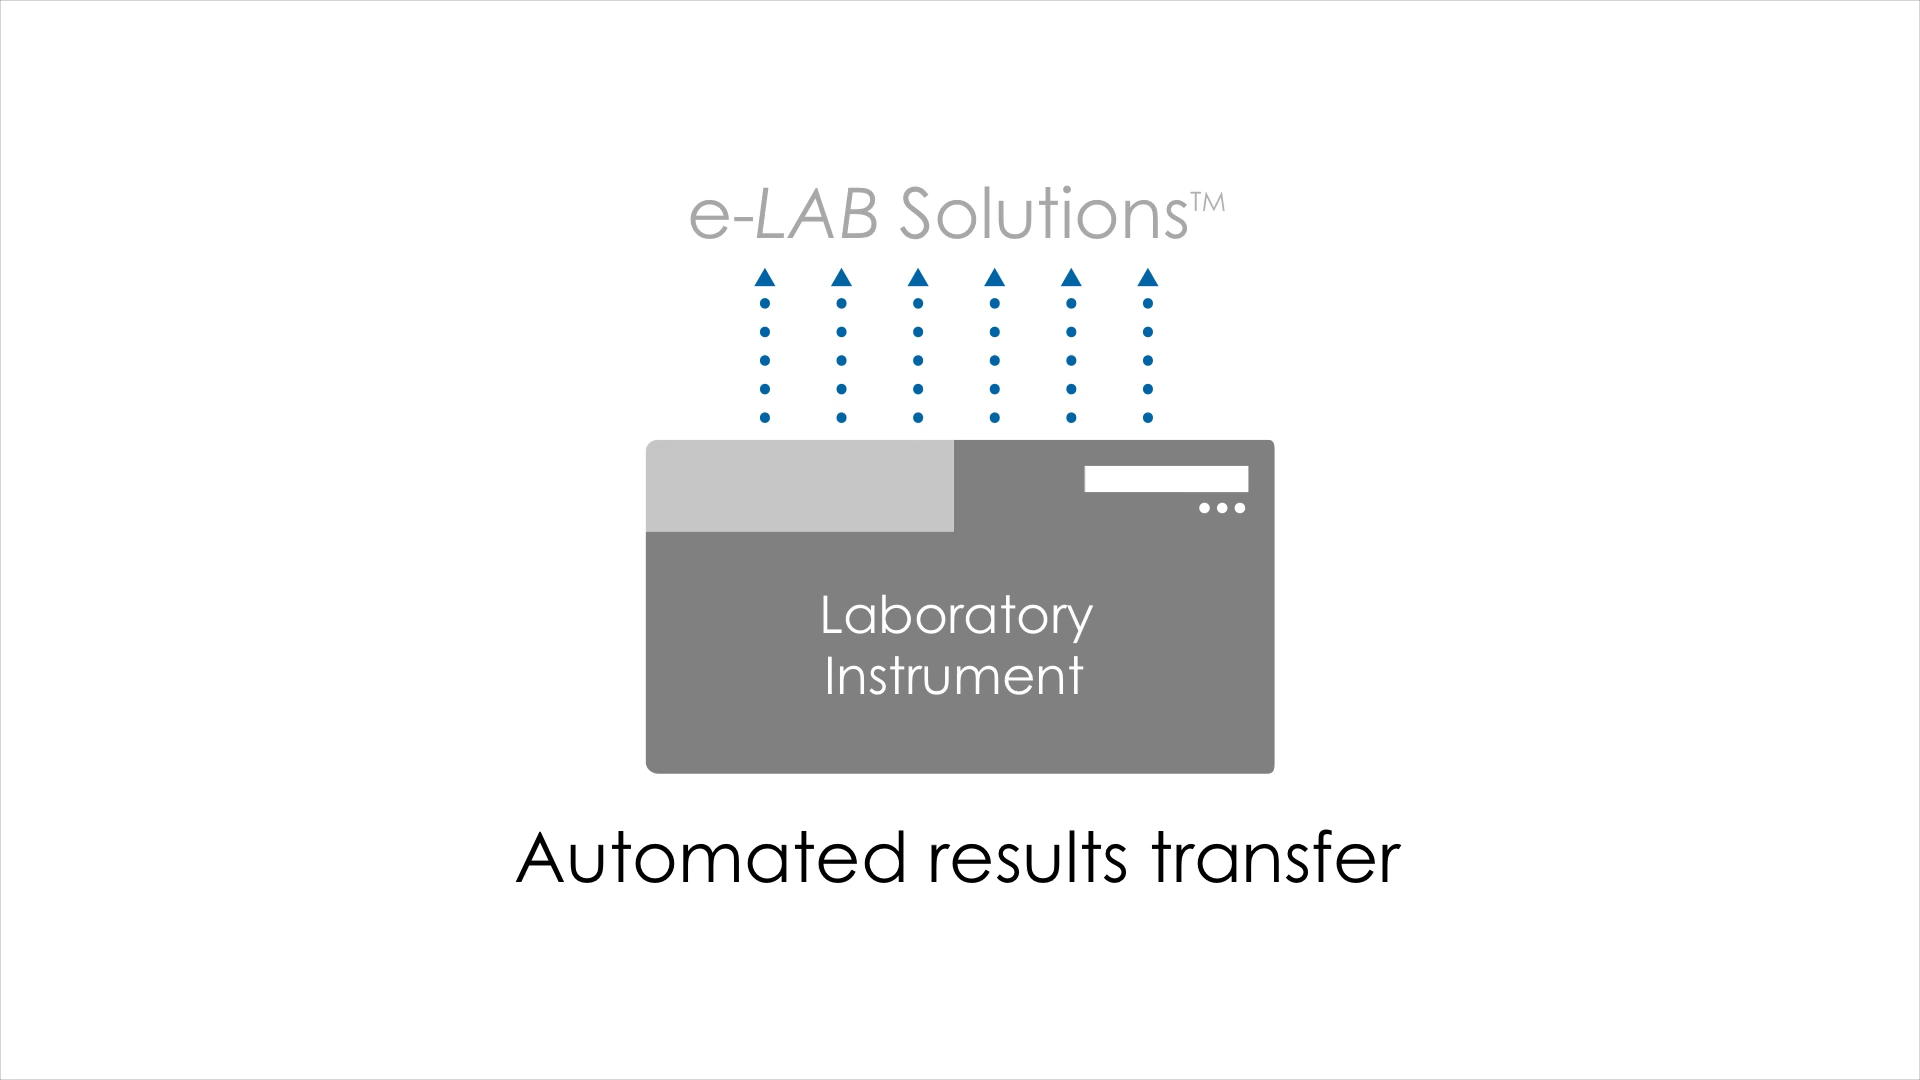 e-LAB Solutions™
Laboratory
Instrument
Automated results transfer